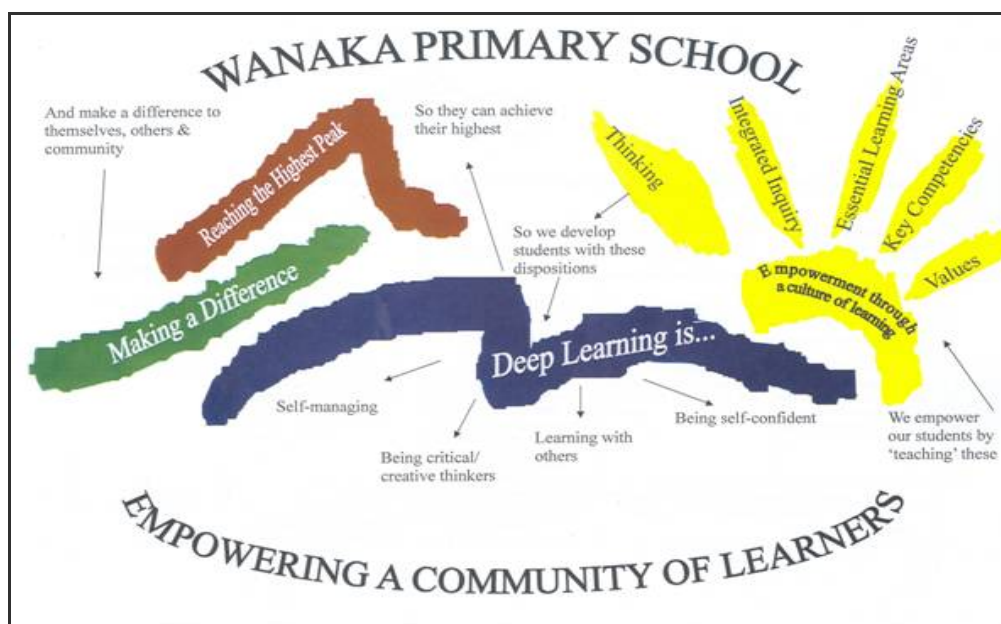 WANAKA PRIMARY SCHOOL
And make a difference to
themselves, others &
community
Reaching the Highest Peak
So they can achieve
their highest
Thinking
Integrated Inquiry
Essential Learning Areas
Key Competencies
Values
So we develop
students with these
dispositions
Empowerment through
a culture of
learning
Making a Difference
Deep Learning is...
Self-managing
Being critical/
creative thinkers
Learning with
others
Being self-confident
We empower
our students by
‘teaching’ these
EMPOWERING A COMMUNITY OF LEARNERS